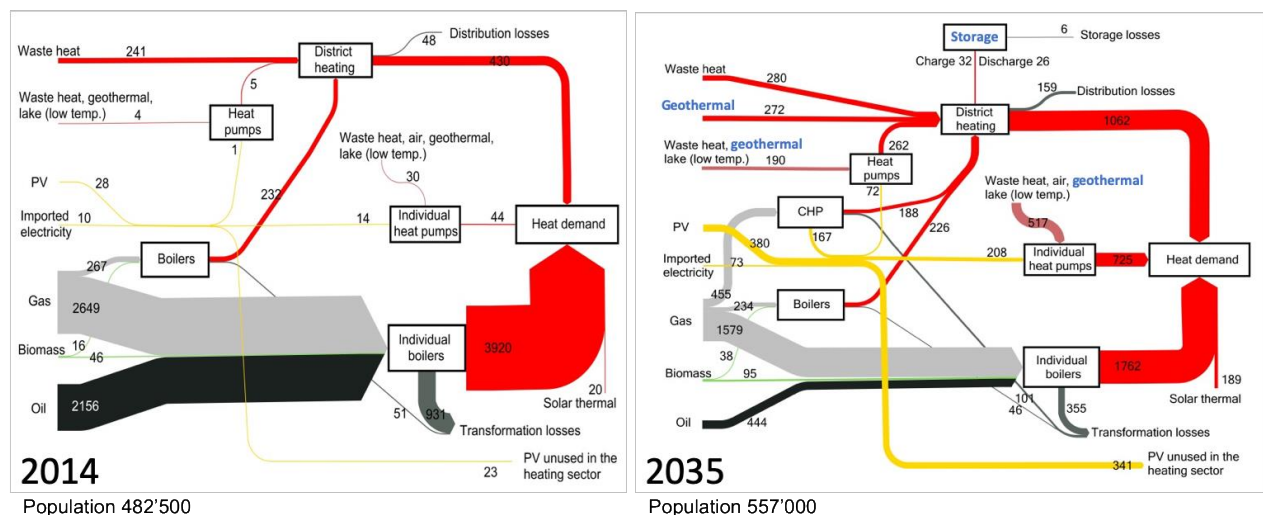 Waste heat
241
District
heating
Distribution losses
48
430
Waste heat, geothermal,
lake (low temp.)
4
5
Heat
pumps
1
Waste heat, air, geothermal,
lake (low temp.)
30
PV
28
232
Imported
electricity
10
14
Individual
heat pumps
44
Heat demand
Boilers
267
Gas
2649
Biomass
16
46
Individual
boilers
3920
Oil
2156
51
931
20
Solar thermal
Transformation losses
PV unused in the
heating sector
23
2014
Population 482'500
Storage
6
Storage losses
Charge 32
Discharge 26
Waste heat
280
159
Distribution losses
Geothermal
272
District
heating
1062
Waste heat, geothermal
lake (low temp.)
190
262
Heat
pumps
72
Waste heat, air, geothermal
lake (low temp.)
517
CHP
188
167
226
PV
380
Imported
electricity
73
208
Individual
heat pumps
725
Heat demand
455
234
Boilers
Gas
1579
38
Biomass
95
Individual
boilers
1762
101
46
355
189
Solar thermal
Oil
444
Transformation losses
PV unused in the
heating sector
341
2035
Population 557'000